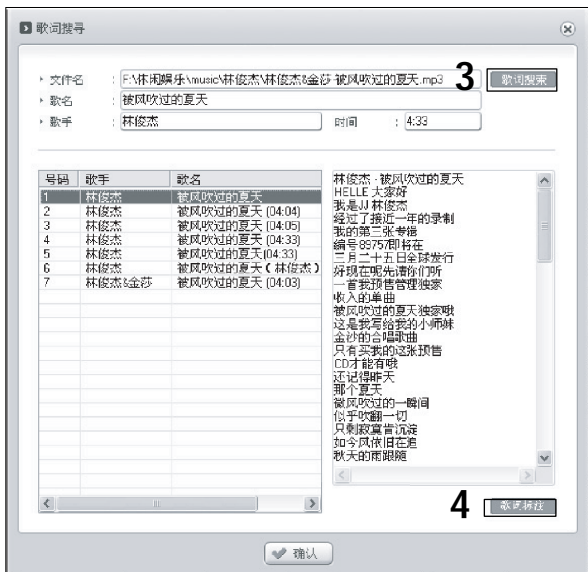 歌词搜寻
文件名 : F:\休闲娱乐\music\林俊杰\林俊杰&金莎-被风吹过的夏天.mp3 3 歌词搜索
歌名 : 被风吹过的夏天
歌手 : 林俊杰 时间 : 4:33
号码 歌手 歌名
1 林俊杰 被风吹过的夏天
2 林俊杰 被风吹过的夏天 (04:04)
3 林俊杰 被风吹过的夏天 (04:05)
4 林俊杰 被风吹过的夏天 (04:33)
5 林俊杰 被风吹过的夏天(04:33)
6 林俊杰 被风吹过的夏天 ( 林俊杰 )
7 林俊杰&金莎 被风吹过的夏天 (04:03)
林俊杰 - 被风吹过的夏天
HELLE 大家好
我是JJ 林俊杰
经过了接近一年的录制
我的第三张专辑
编号89757即将在
三月二十五日全球发行
好现在呢先请你们听
一首我预售管理独家
收入的单曲
被风吹过的夏天独家哦
这是我写给我的小师妹
金沙的合唱歌曲
只有买我的这张预售
CD才能有哦
还记得昨天
那个夏天
微风吹过的一瞬间
似乎吹翻一切
只剩寂寞肯沉淀
如今风依旧在追
秋天的雨跟随
4 歌词标注
确认